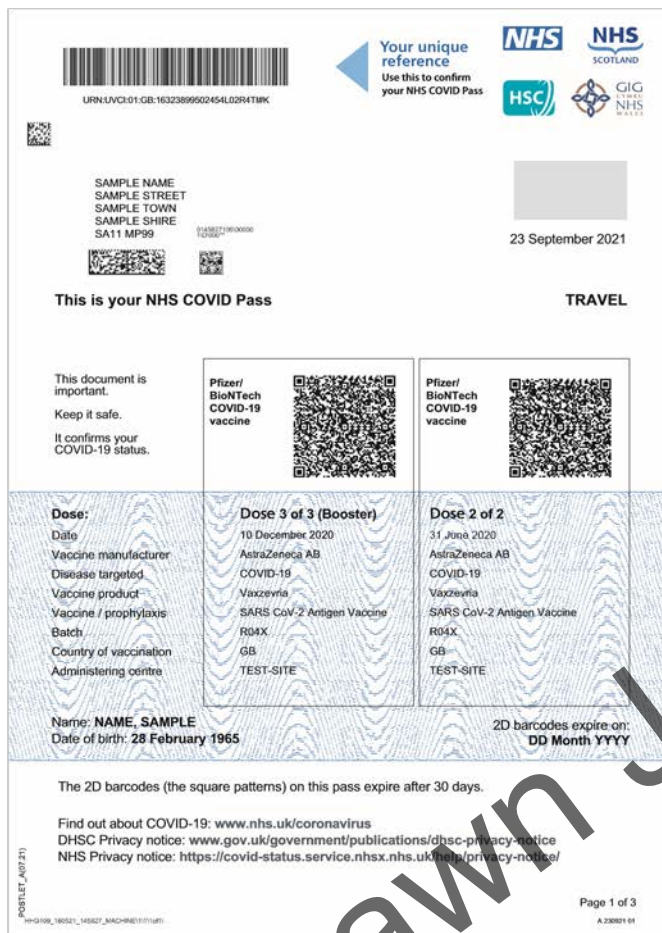 URN:UVCI:01:GB:16323899502454L02R4TM#K
Your unique
reference
Use this to confirm
your NHS COVID Pass
NHS
NHS
SCOTLAND
HSC
GIG
CYMRU
NHS
WALES
SAMPLE NAME
SAMPLE STREET
SAMPLE TOWN
SAMPLE SHIRE
SA11 MP99
23 September 2021
This is your NHS COVID Pass
TRAVEL
This document is
important.
Keep it safe.
It confirms your
COVID-19 status.
Pfizer/
BioNTech
COVID-19
vaccine
Pfizer/
BioNTech
COVID-19
vaccine
Dose: Dose 3 of 3 (Booster) Dose 2 of 2
Date 10 December 2020 31 June 2020
Vaccine manufacturer AstraZeneca AB AstraZeneca AB
Disease targeted COVID-19 COVID-19
Vaccine product Vaxzevria Vaxzevria
Vaccine / prophylaxis SARS CoV-2 Antigen Vaccine SARS CoV-2 Antigen Vaccine
Batch R04X R04X
Country of vaccination GB GB
Administering centre TEST-SITE TEST-SITE
Name: NAME, SAMPLE
Date of birth: 28 February 1965
2D barcodes expire on:
DD Month YYYY
The 2D barcodes (the square patterns) on this pass expire after 30 days.
Find out about COVID-19: www.nhs.uk/coronavirus
DHSC Privacy notice: www.gov.uk/government/publications/dhsc-privacy-notice
NHS Privacy notice: https://covid-status.service.nhsx.nhs.uk/help/privacy-notice/
POSTLET_A(07.21)
Page 1 of 3
A 230921 01
awn